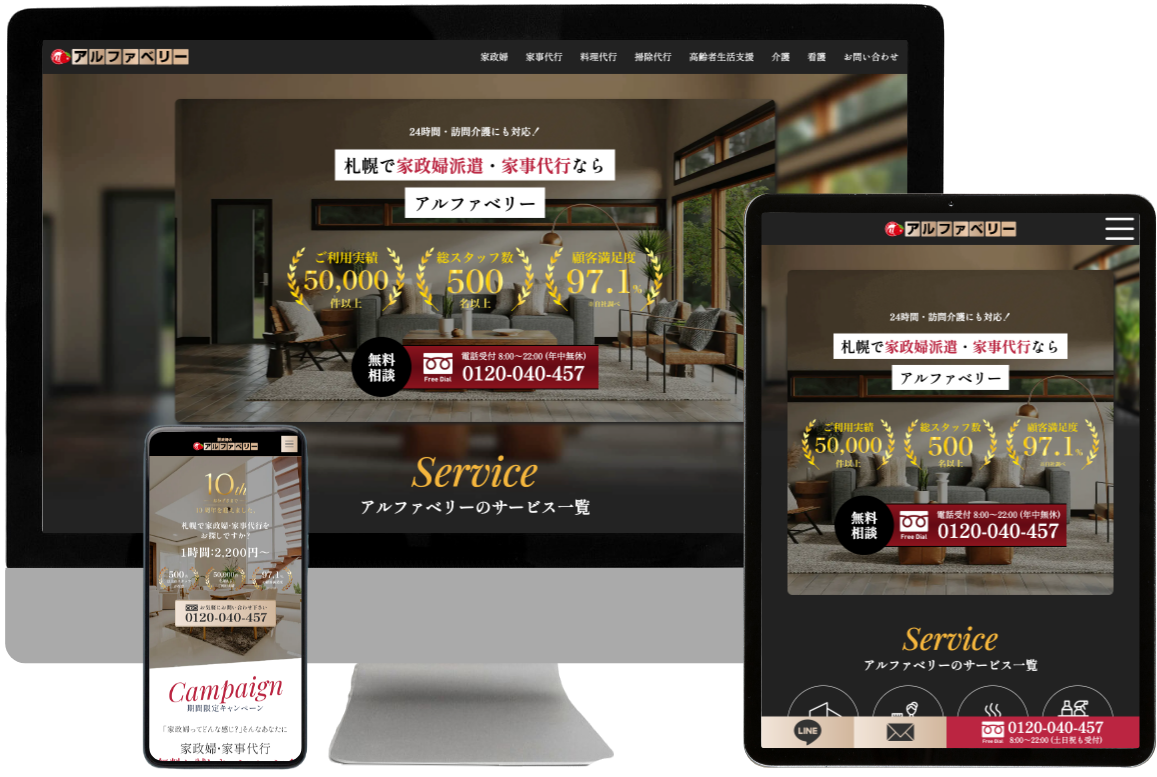 アルファベリー
家政婦 家事代行 料理代行 掃除代行 高齢者生活支援 介護 看護 お問い合わせ
24時間・訪問介護にも対応！
札幌で家政婦派遣・家事代行なら
アルファベリー
ご利用実績 総スタッフ数 顧客満足度
50,000 500 97.1%
件以上 名以上 ※自社調べ
無料
相談
電話受付 8:00〜22:00 (年中無休)
Free Dial 0120-040-457
Service
アルファベリーのサービス一覧
アルファベリー
10th
札幌で家政婦・家事代行を
お探しですか？
1時間：2,200円〜
500 50,000 97.1
お気軽にお問い合わせ下さい
0120-040-457
Campaign
期間限定キャンペーン
「家政婦ってどんな感じ？」そんなあなたに
家政婦・家事代行
アルファベリー
24時間・訪問介護にも対応！
札幌で家政婦派遣・家事代行なら
アルファベリー
ご利用実績 総スタッフ数 顧客満足度
50,000 500 97.1%
件以上 名以上 ※自社調べ
無料
相談
電話受付 8:00〜22:00 (年中無休)
Free Dial 0120-040-457
Service
アルファベリーのサービス一覧
LINE
0120-040-457
Free Dial 8:00〜22:00 (土日祝も受付)